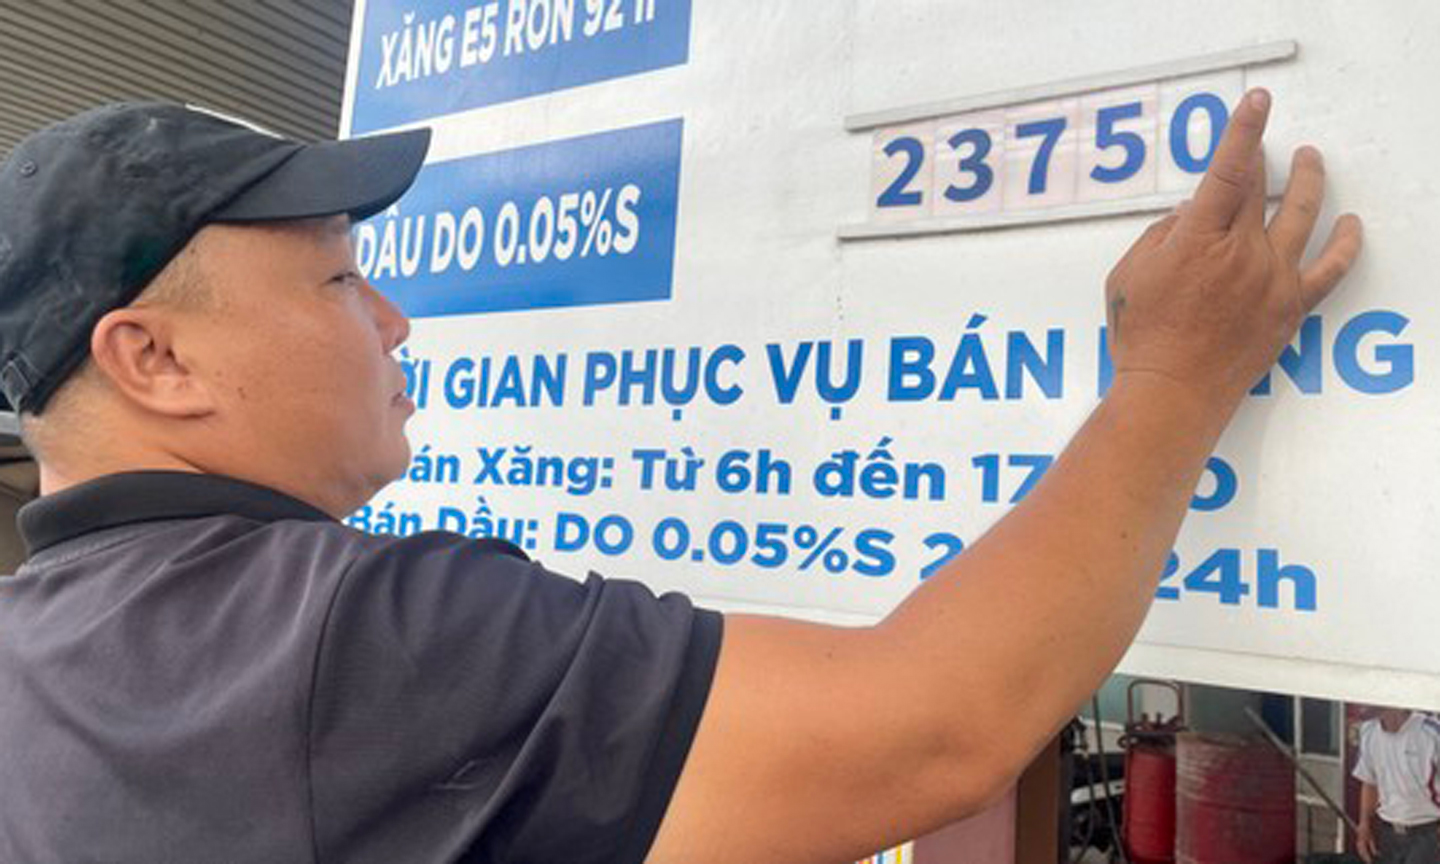 XĂNG E5 RON 92 II
DẦU DO 0.05%S
23750
GIAN PHỤC VỤ BÁN
Xăng: Từ 6h đến
Bán Dầu: DO 0.05%S
24h